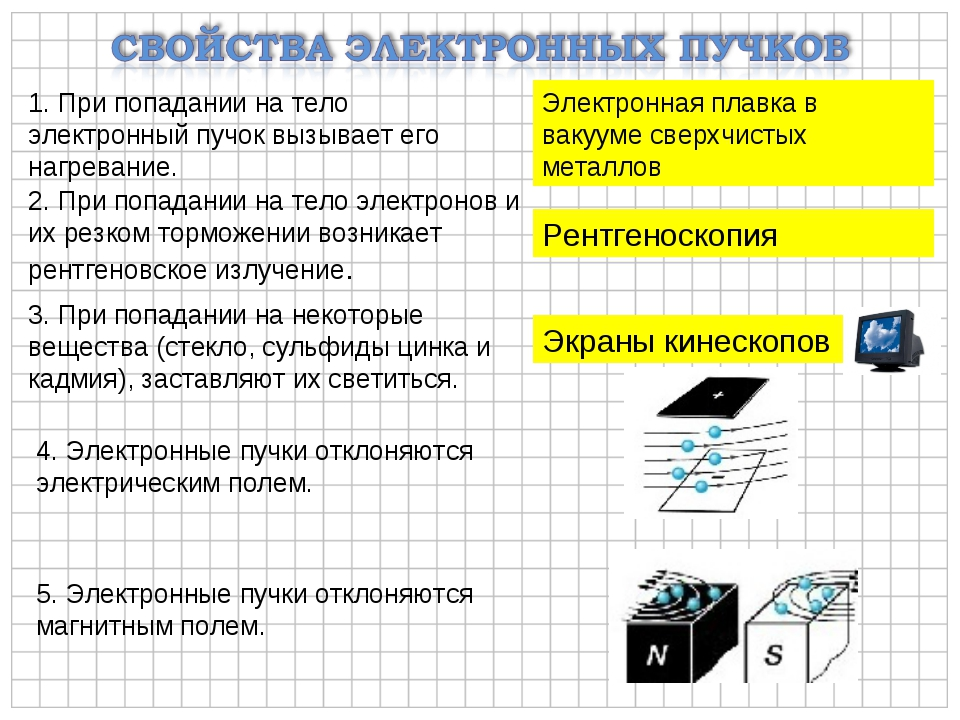 СВОЙСТВА ЭЛЕКТРОННЫХ ПУЧКОВ
1. При попадании на тело
электронный пучок вызывает его
нагревание.
Электронная плавка в
вакууме сверхчистых
металлов
2. При попадании на тело электронов и
их резком торможении возникает
рентгеновское излучение.
Рентгеноскопия
3. При попадании на некоторые
вещества (стекло, сульфиды цинка и
кадмия), заставляют их светиться.
Экраны кинескопов
+
4. Электронные пучки отклоняются
электрическим полем.
–
5. Электронные пучки отклоняются
магнитным полем.
N S